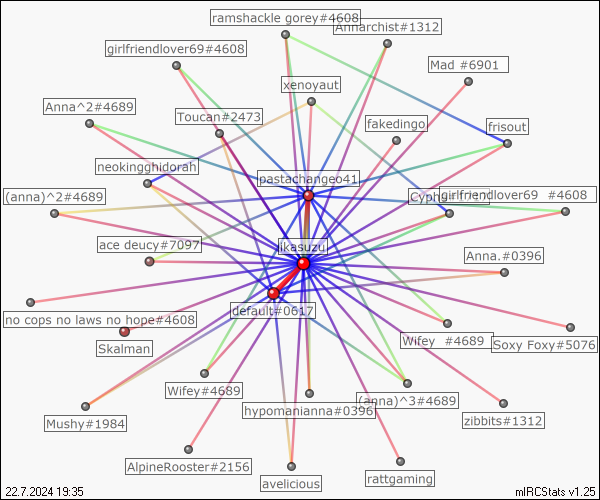 ramshackle gorey#4608
Annarchist#1312
girlfriendlover69#4608
Mad #6901
xenoyaut
Anna^2#4689
Toucan#2473
fakedingo
frisout
neokingghidorah
pastachangeo41
(anna)^2#4689
girlfriendlover69 #4608
ace deucy#7097
jikasuzu
Anna.#0396
default#0617
no cops no laws no hope#4608
Skalman
Wifey #4689
Soxy Foxy#5076
Wifey#4689
(anna)^3#4689
hypomanianna#0396
zibbits#1312
Mushy#1984
AlpineRooster#2156
rattgaming
avelicious
22.7.2024 19:35
mIRCStats v1.25